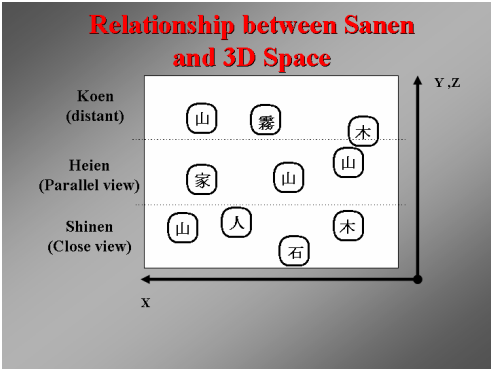 Relationship between Sanen
and 3D Space
Y ,Z
Koen
(distant)
山
霧
木
Heien
(Parallel view)
家
山
山
Shinen
(Close view)
山
人
石
木
X